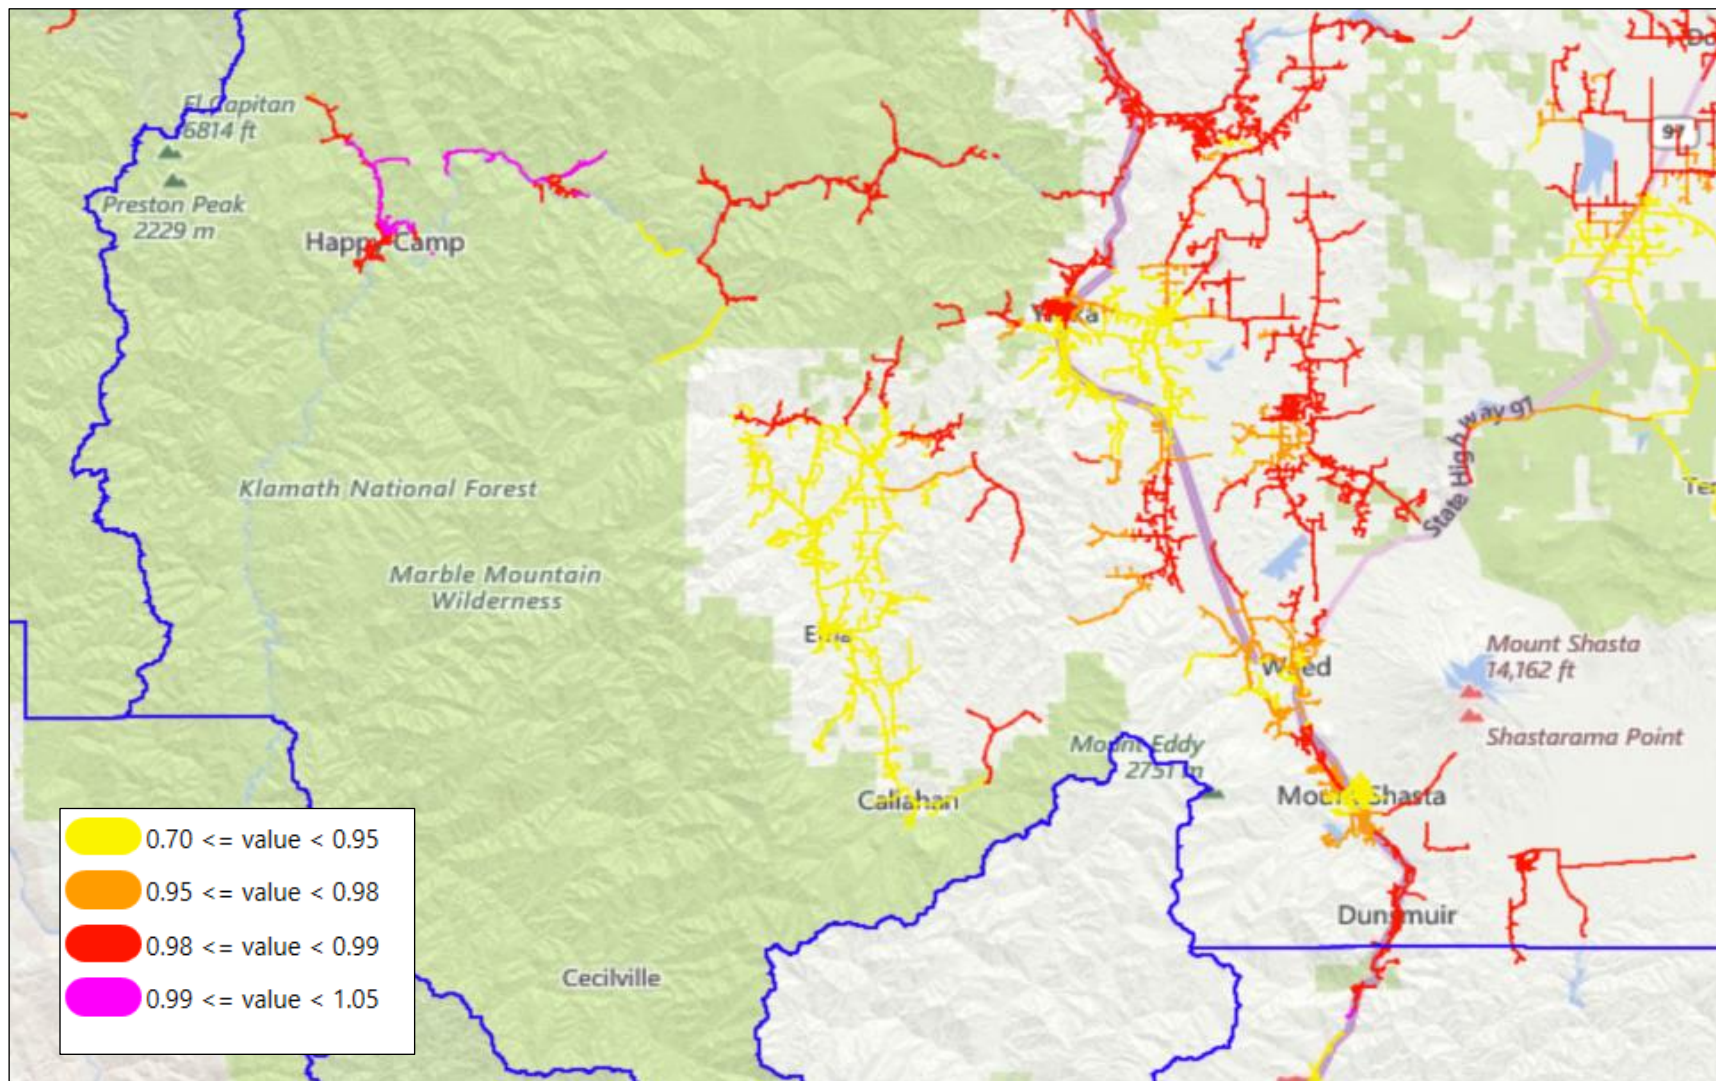 El Capitan
6814 ft
97
Preston Peak
2229 m
Happy Camp
Yreka
State Highway 97
Klamath National Forest
Marble Mountain
Wilderness
Etna
Weed
Mount Shasta
14,162 ft
Shastarama Point
Mount Eddy
2751 m
Callahan
Mount Shasta
Dunsmuir
Cecilville
0.70 <= value < 0.95
0.95 <= value < 0.98
0.98 <= value < 0.99
0.99 <= value < 1.05